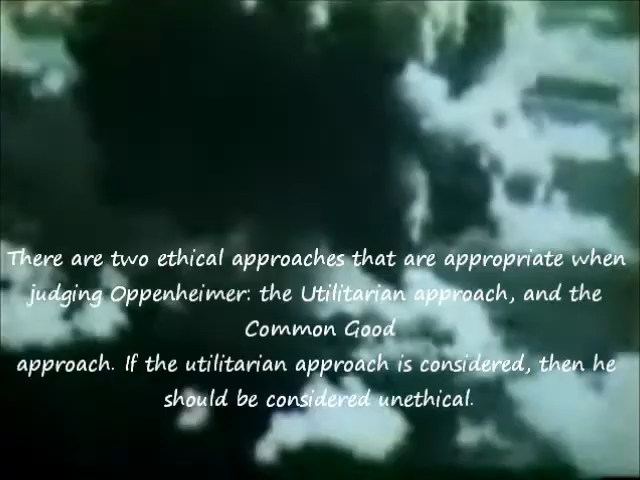 There are two ethical approaches that are appropriate when
judging Oppenheimer: the Utilitarian approach, and the
Common Good
approach. If the utilitarian approach is considered, then he
should be considered unethical.